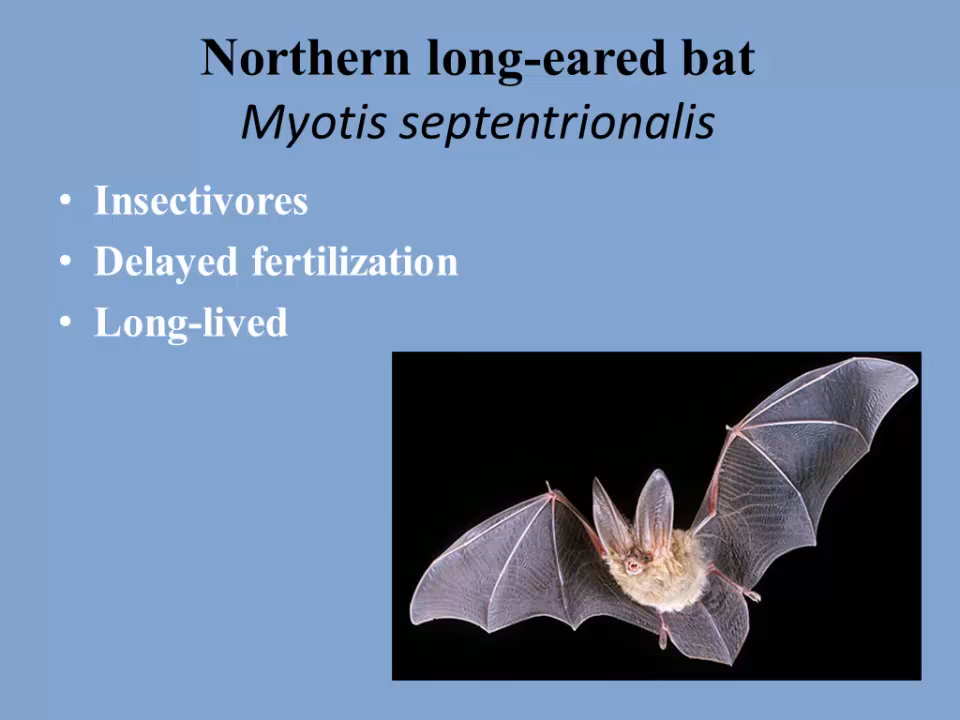 Northern long-eared bat
Myotis septentrionalis
• Insectivores
• Delayed fertilization
• Long-lived